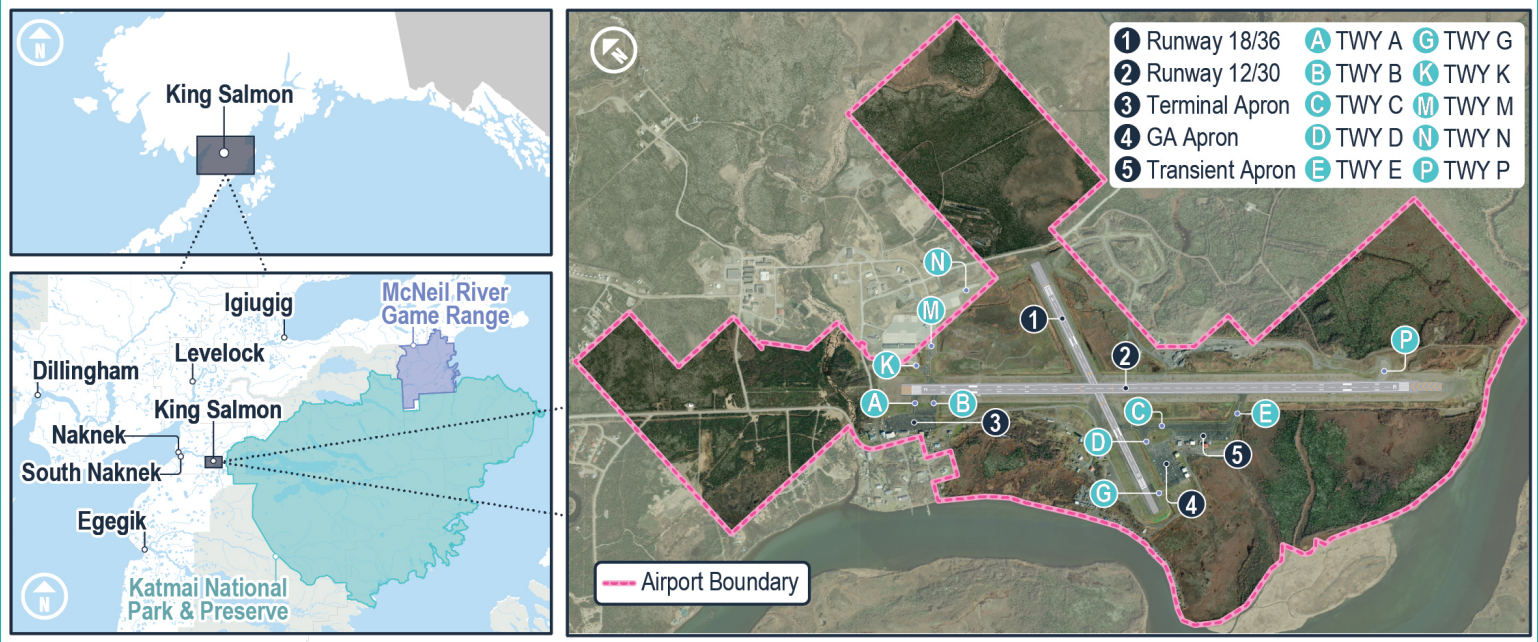 N
King Salmon
Igiugig
McNeil River
Game Range
Levelock
Dillingham
King Salmon
Naknek
South Naknek
Egegik
Katmai National
Park & Preserve
N
N
1 Runway 18/36 A TWY A G TWY G
2 Runway 12/30 B TWY B K TWY K
3 Terminal Apron C TWY C M TWY M
4 GA Apron D TWY D N TWY N
5 Transient Apron E TWY E P TWY P
N
M
1
2
P
K
A
B
3
C
E
D
5
G
4
Airport Boundary